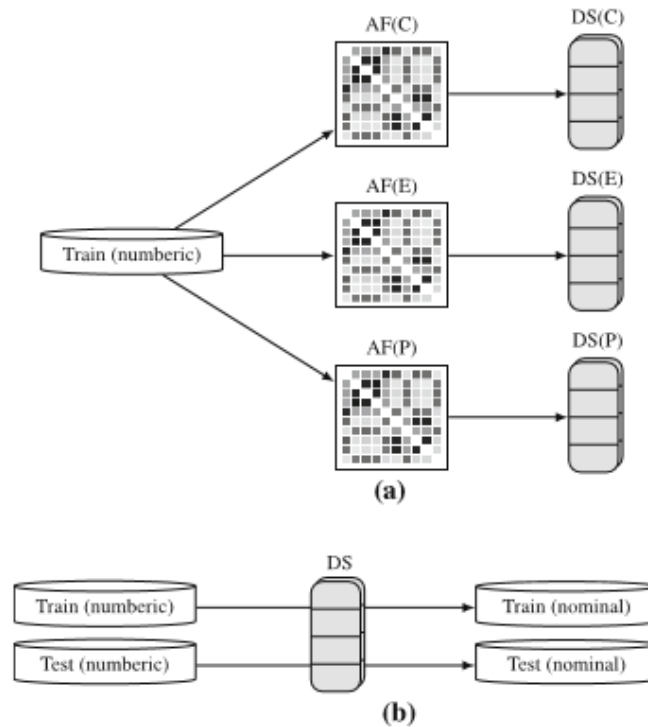 AF(C) DS(C)
AF(E) DS(E)
Train (numberic)
AF(P) DS(P)
(a)
DS
Train (numberic) Train (nominal)
Test (numberic) Test (nominal)
(b)